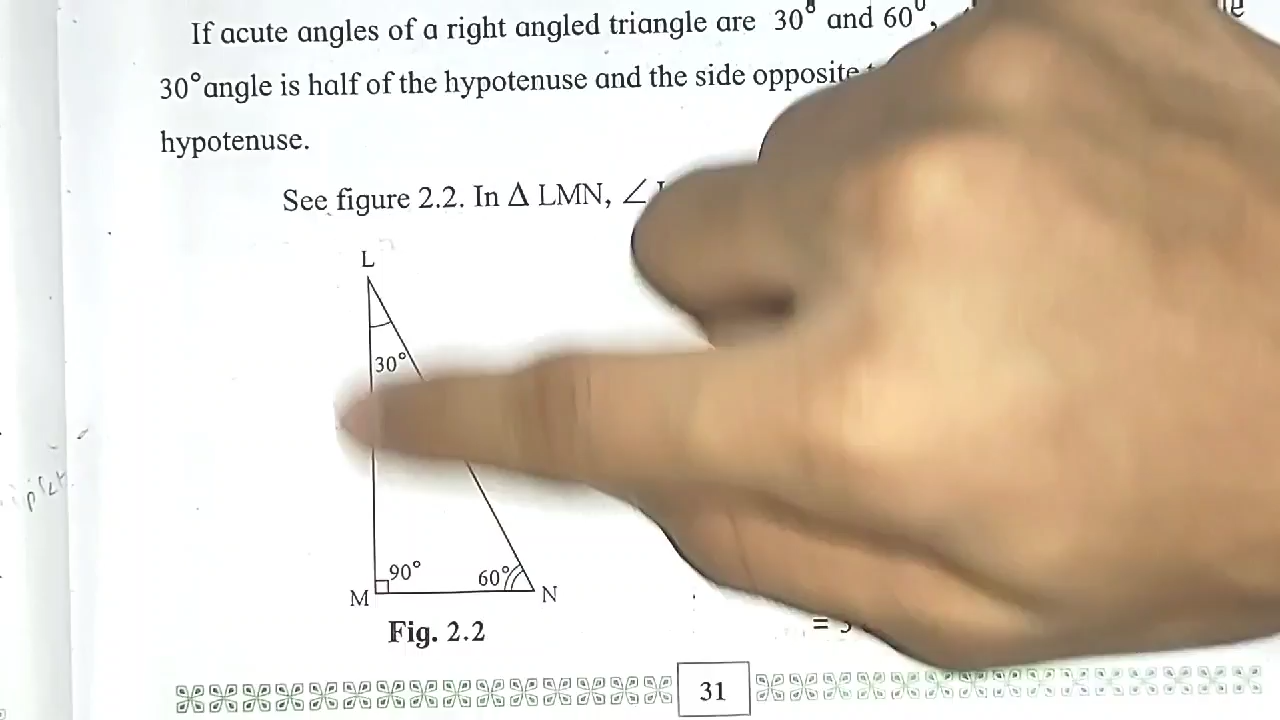 If acute angles of a right angled triangle are 30° and 60°,
30° angle is half of the hypotenuse and the side opposite
hypotenuse.
See figure 2.2. In Δ LMN, ∠
L
30°
90°
60°
M
N
Fig. 2.2
31